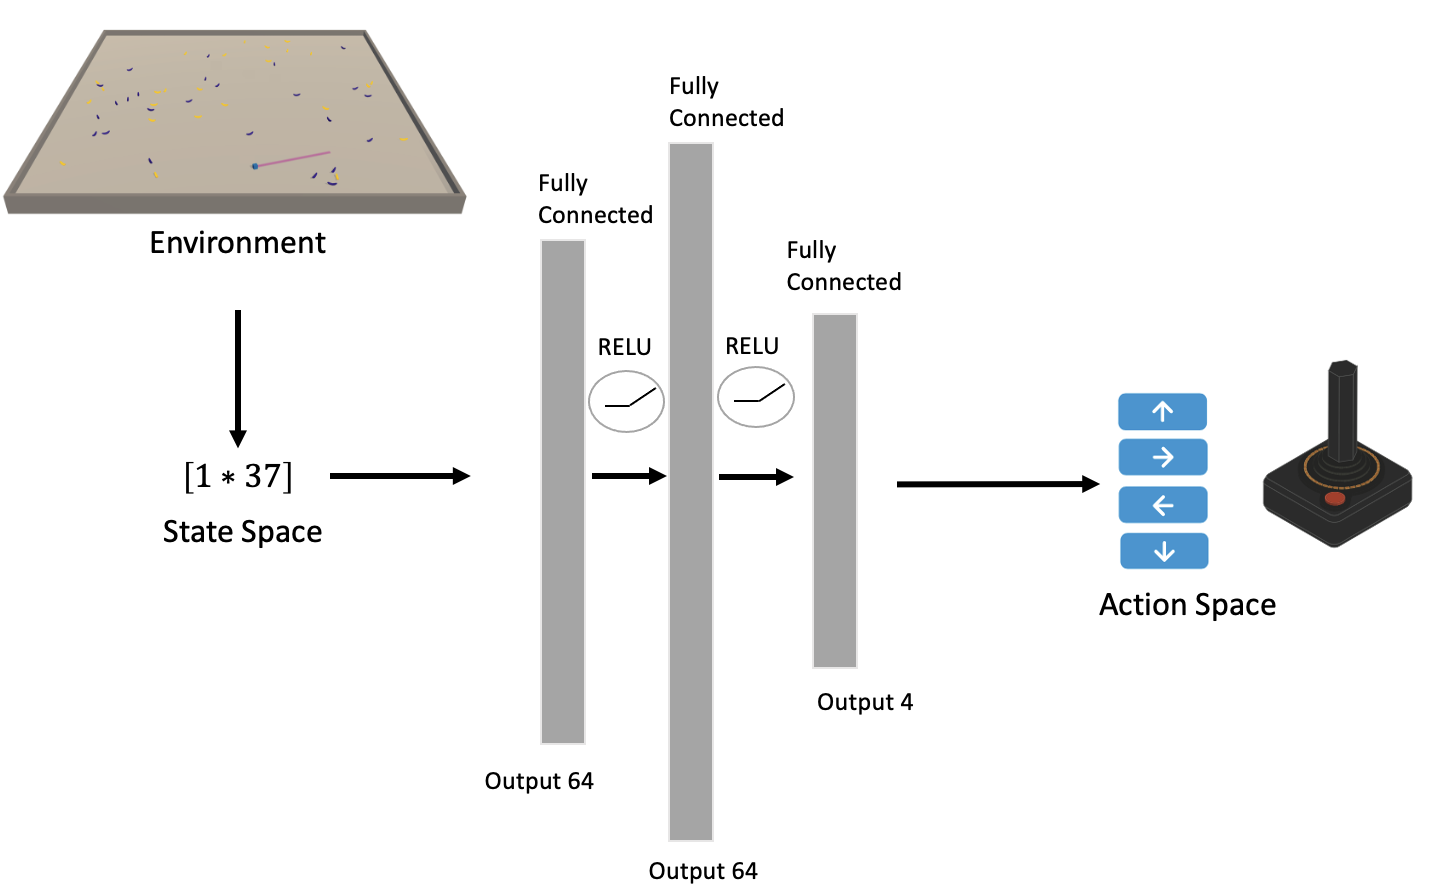 Environment
[1 ∗ 37]
State Space
Fully
Connected
Output 64
RELU
Fully
Connected
Output 64
RELU
Fully
Connected
Output 4
Action Space